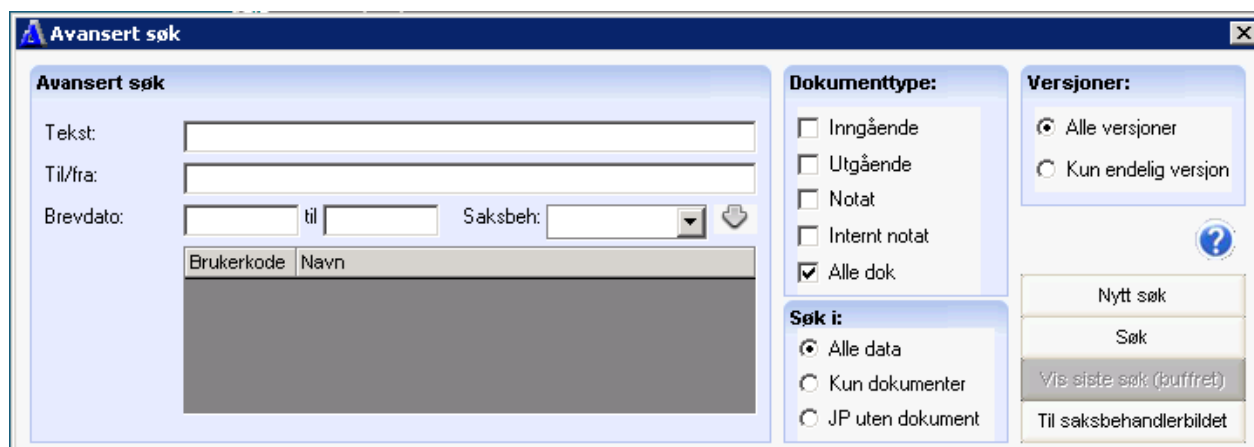 Avansert søk
Avansert søk
Tekst:
Til/fra:
Brevdato: til Saksbeh:
Brukerkode Navn
Dokumenttype:
Inngående
Utgående
Notat
Internt notat
Alle dok
Søk i:
Alle data
Kun dokumenter
JP uten dokument
Versjoner:
Alle versjoner
Kun endelig versjon
?
Nytt søk
Søk
Vis siste søk (buffret)
Til saksbehandlerbildet